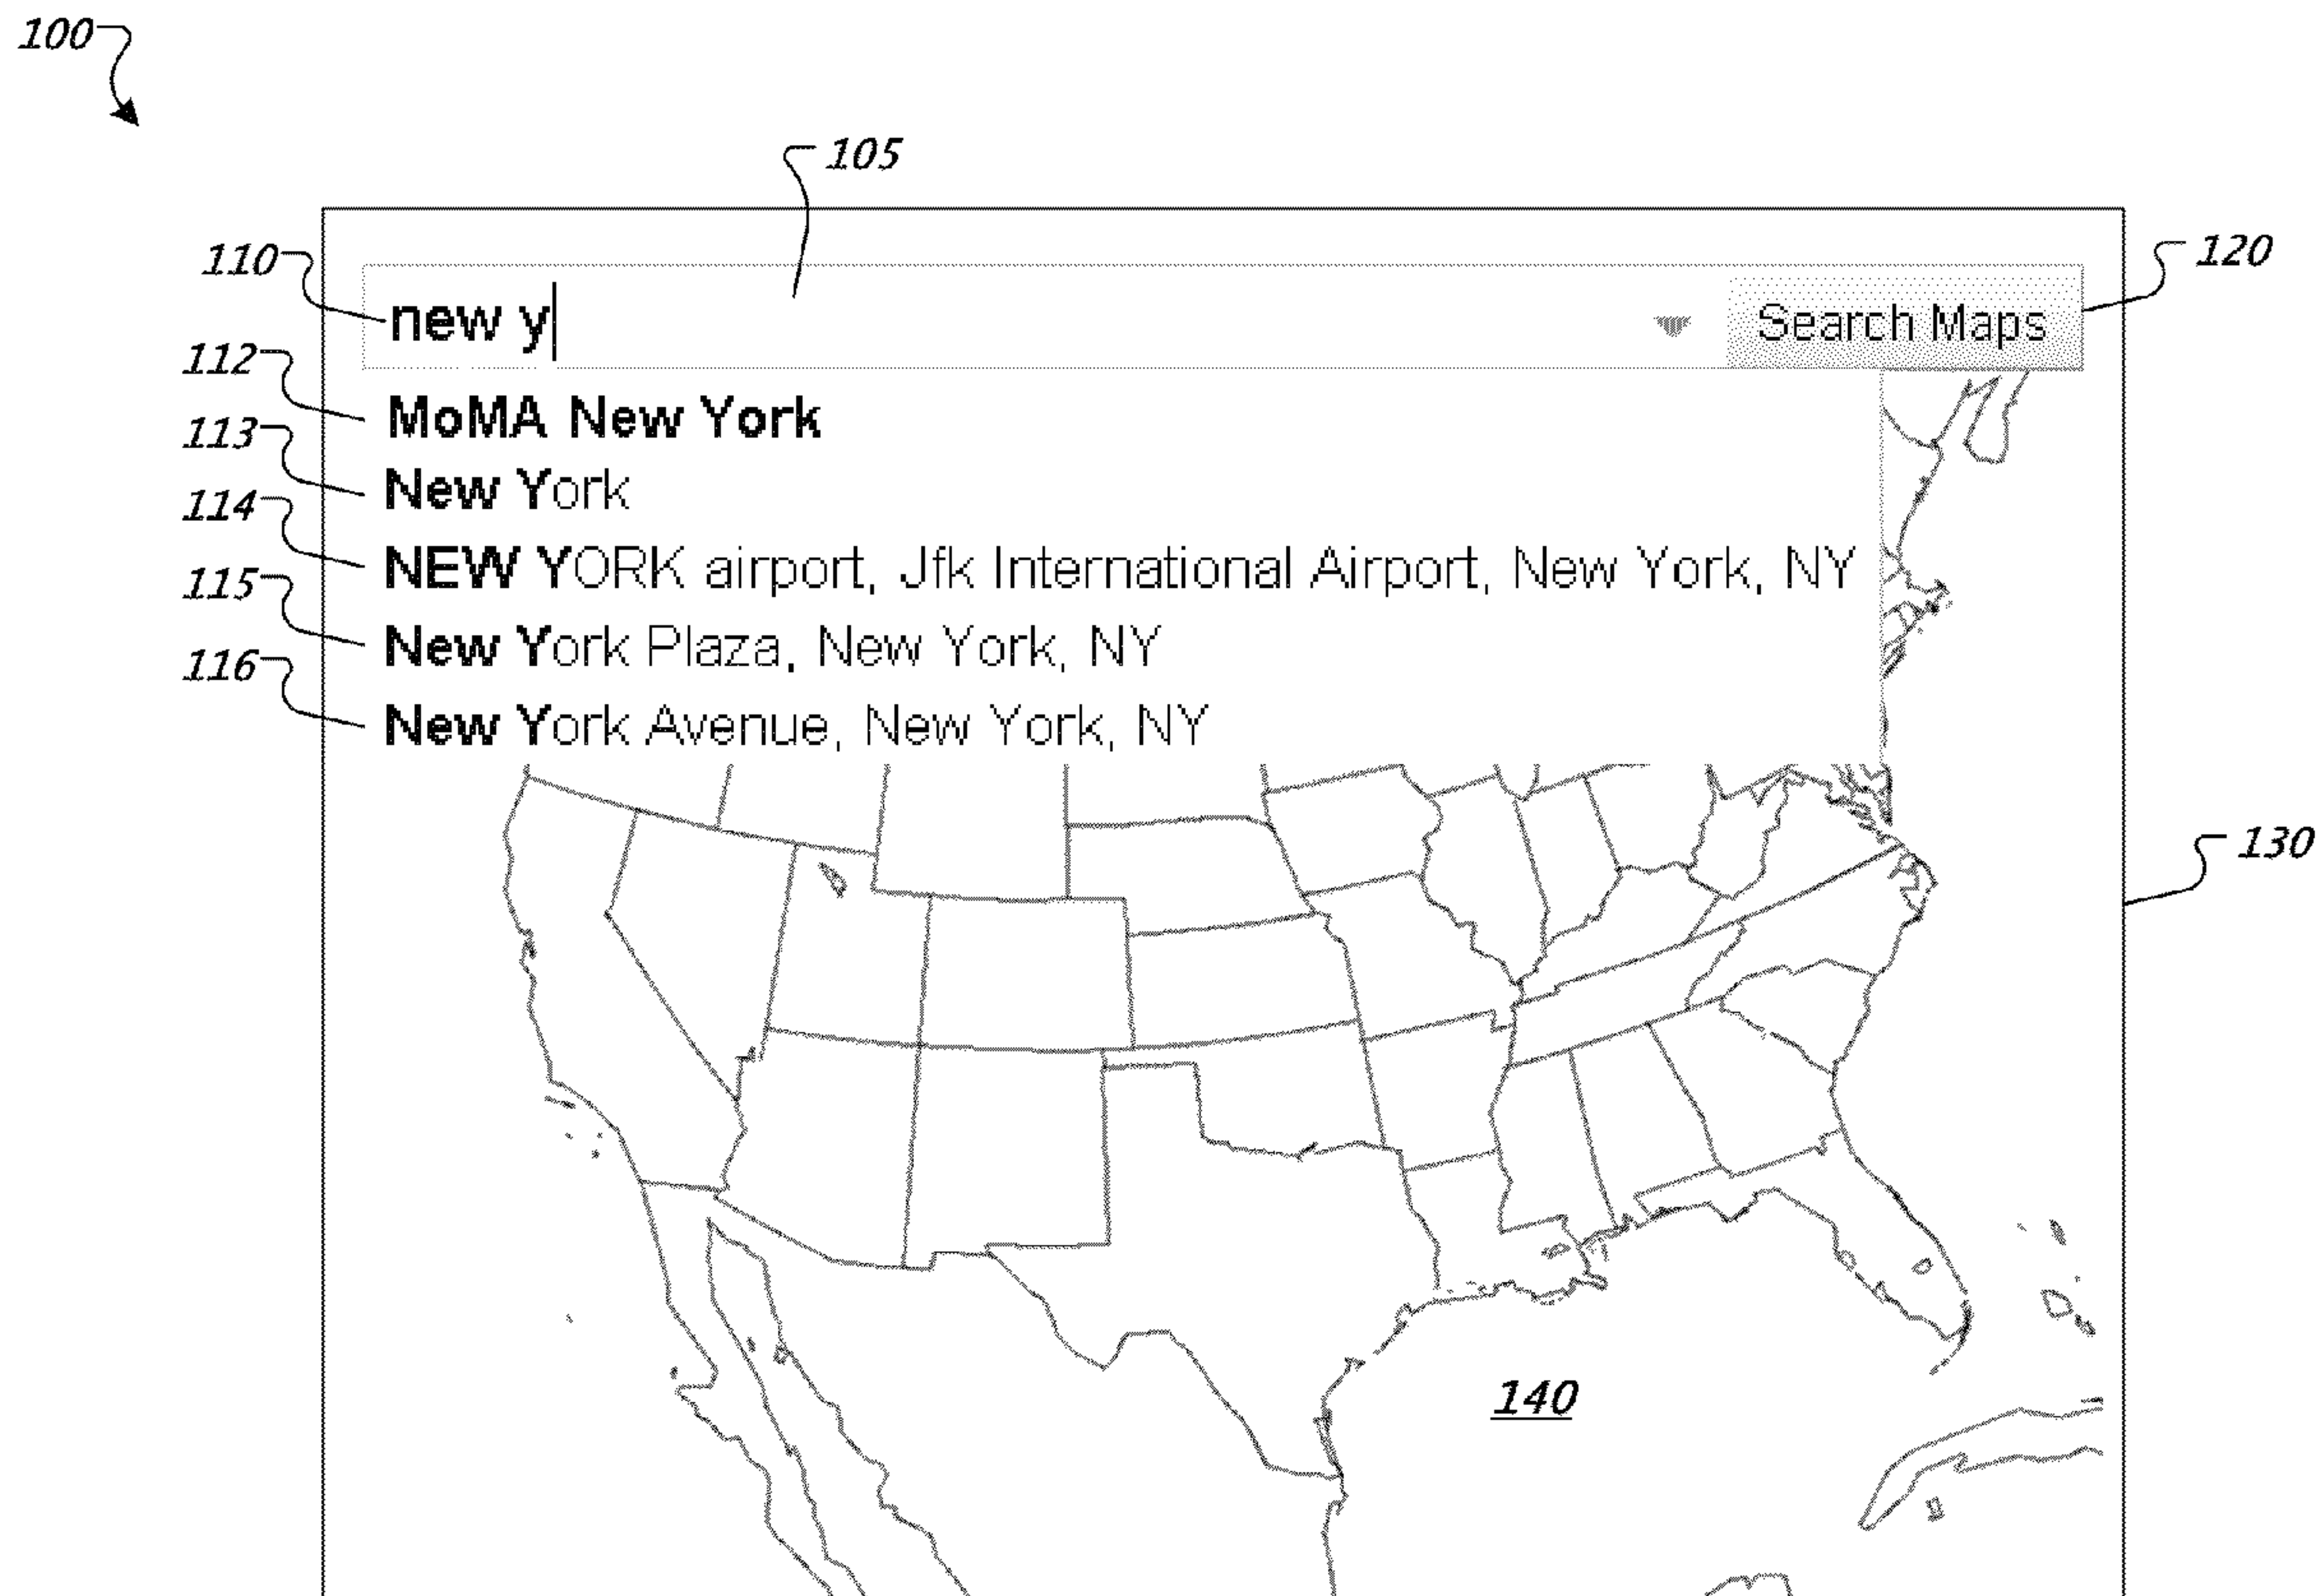 100
105
110
120
new y
Search Maps
112
MoMA New York
113
New York
114
NEW YORK airport, Jfk International Airport, New York, NY
115
New York Plaza, New York, NY
116
New York Avenue, New York, NY
130
140